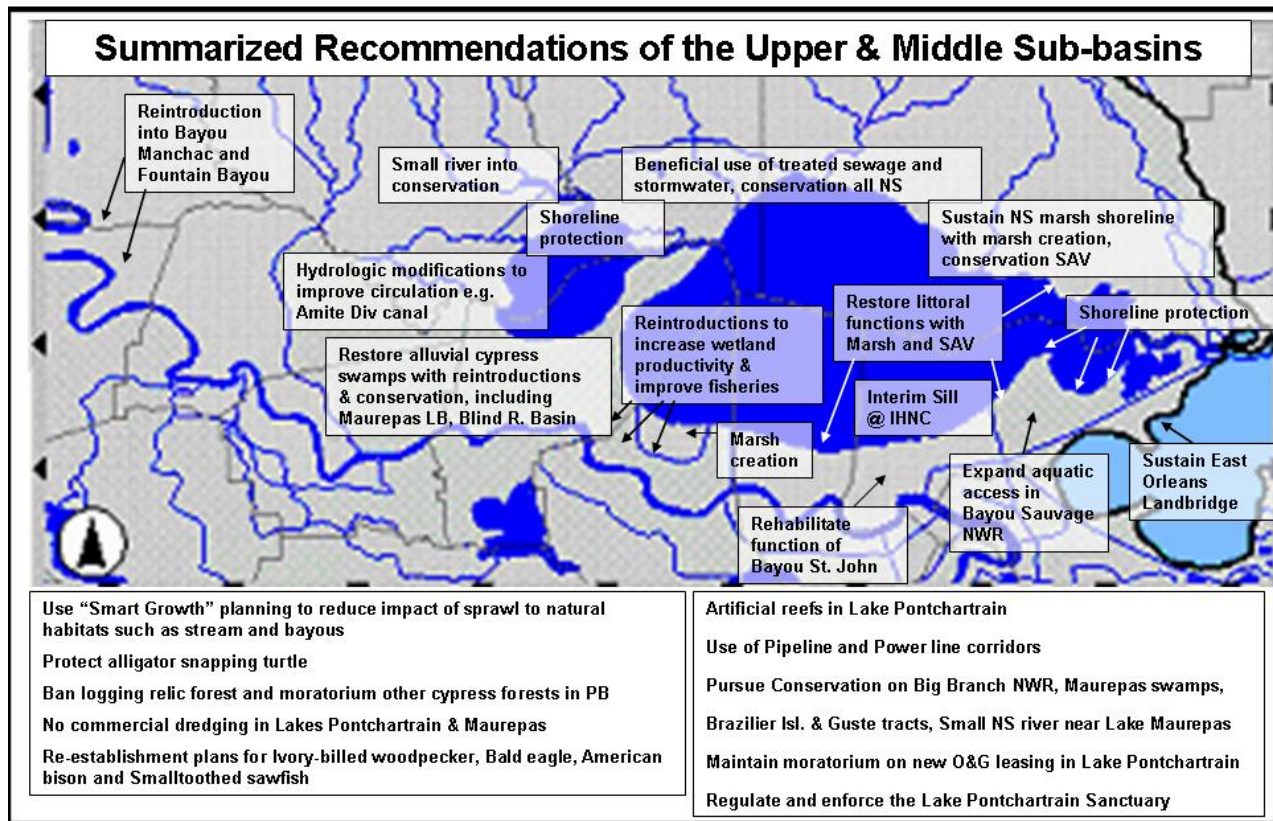 Summarized Recommendations of the Upper & Middle Sub-basins
Reintroduction
into Bayou
Manchac and
Fountain Bayou
Small river into
conservation
Beneficial use of treated sewage and
stormwater, conservation all NS
Shoreline
protection
Sustain NS marsh shoreline
with marsh creation,
conservation SAV
Hydrologic modifications to
improve circulation e.g.
Amite Div canal
Restore littoral
functions with
Marsh and SAV
Shoreline protection
Reintroductions to
increase wetland
productivity &
improve fisheries
Restore alluvial cypress
swamps with reintroductions
& conservation, including
Maurepas LB, Blind R. Basin
Interim Sill
@ IHNC
Marsh
creation
Expand aquatic
access in
Bayou Sauvage
NWR
Sustain East
Orleans
Landbridge
Rehabilitate
function of
Bayou St. John
Use “Smart Growth” planning to reduce impact of sprawl to natural
habitats such as stream and bayous
Protect alligator snapping turtle
Ban logging relic forest and moratorium other cypress forests in PB
No commercial dredging in Lakes Pontchartrain & Maurepas
Re-establishment plans for Ivory-billed woodpecker, Bald eagle, American
bison and Smalltoothed sawfish
Artificial reefs in Lake Pontchartrain
Use of Pipeline and Power line corridors
Pursue Conservation on Big Branch NWR, Maurepas swamps,
Brazilier Isl. & Guste tracts, Small NS river near Lake Maurepas
Maintain moratorium on new O&G leasing in Lake Pontchartrain
Regulate and enforce the Lake Pontchartrain Sanctuary